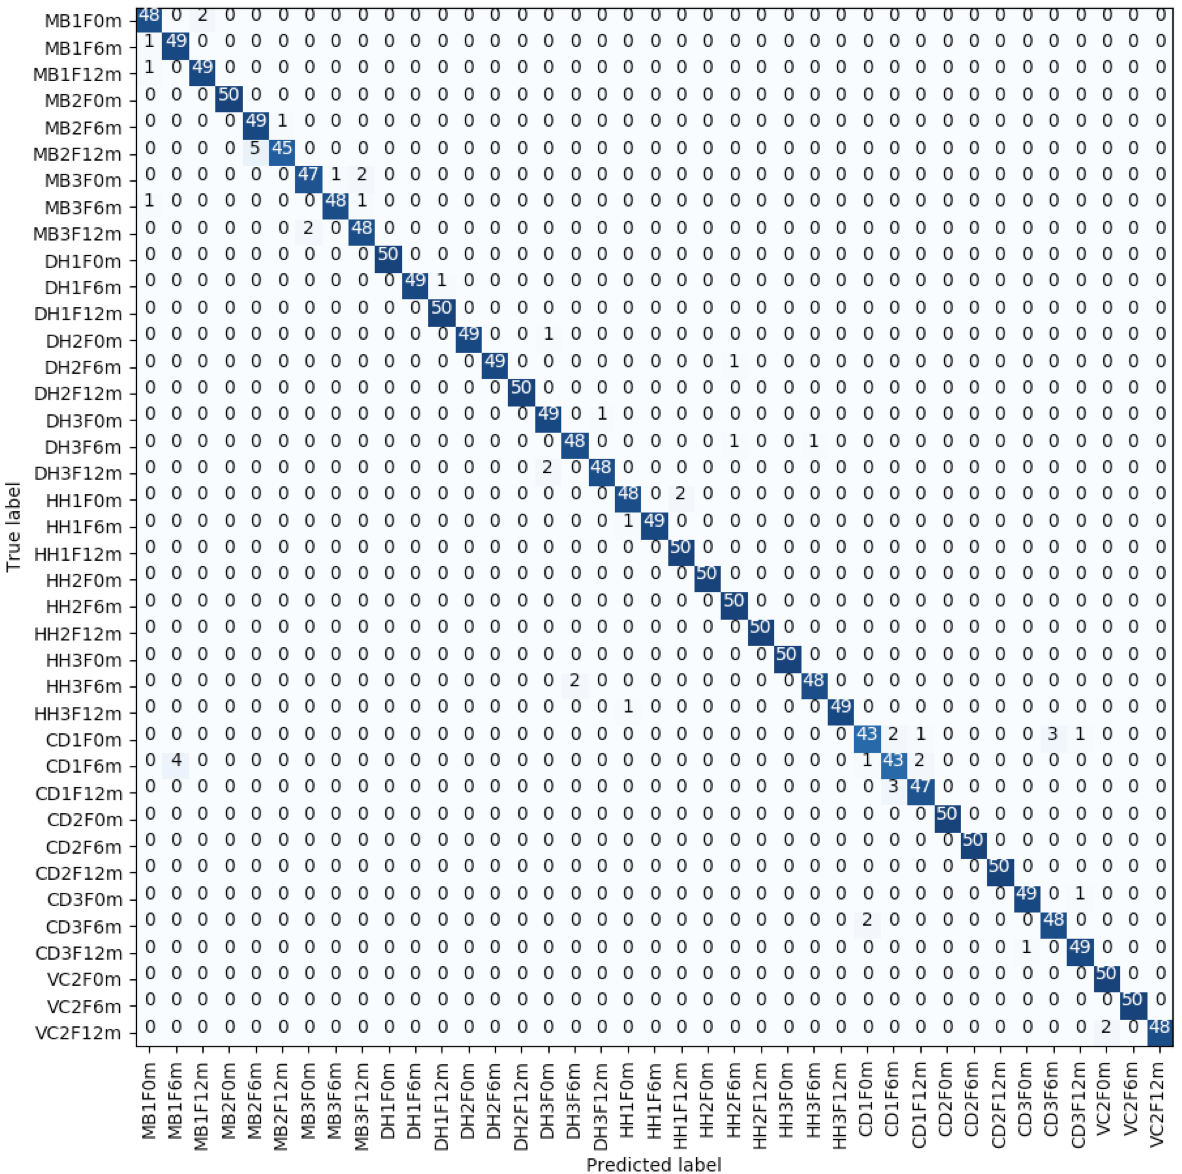 MB1F0m 48 0 2 0 0 0 0 0 0 0 0 0 0 0 0 0 0 0 0 0 0 0 0 0 0 0 0 0 0 0 0 0 0 0 0 0 0 0 0
MB1F6m 1 49 0 0 0 0 0 0 0 0 0 0 0 0 0 0 0 0 0 0 0 0 0 0 0 0 0 0 0 0 0 0 0 0 0 0 0 0 0
MB1F12m 1 0 49 0 0 0 0 0 0 0 0 0 0 0 0 0 0 0 0 0 0 0 0 0 0 0 0 0 0 0 0 0 0 0 0 0 0 0 0
MB2F0m 0 0 0 50 0 0 0 0 0 0 0 0 0 0 0 0 0 0 0 0 0 0 0 0 0 0 0 0 0 0 0 0 0 0 0 0 0 0 0
MB2F6m 0 0 0 0 49 1 0 0 0 0 0 0 0 0 0 0 0 0 0 0 0 0 0 0 0 0 0 0 0 0 0 0 0 0 0 0 0 0 0
MB2F12m 0 0 0 0 5 45 0 0 0 0 0 0 0 0 0 0 0 0 0 0 0 0 0 0 0 0 0 0 0 0 0 0 0 0 0 0 0 0 0
MB3F0m 0 0 0 0 0 0 47 1 2 0 0 0 0 0 0 0 0 0 0 0 0 0 0 0 0 0 0 0 0 0 0 0 0 0 0 0 0 0 0
MB3F6m 1 0 0 0 0 0 0 48 1 0 0 0 0 0 0 0 0 0 0 0 0 0 0 0 0 0 0 0 0 0 0 0 0 0 0 0 0 0 0
MB3F12m 0 0 0 0 0 0 2 0 48 0 0 0 0 0 0 0 0 0 0 0 0 0 0 0 0 0 0 0 0 0 0 0 0 0 0 0 0 0 0
DH1F0m 0 0 0 0 0 0 0 0 0 50 0 0 0 0 0 0 0 0 0 0 0 0 0 0 0 0 0 0 0 0 0 0 0 0 0 0 0 0 0
DH1F6m 0 0 0 0 0 0 0 0 0 0 49 1 0 0 0 0 0 0 0 0 0 0 0 0 0 0 0 0 0 0 0 0 0 0 0 0 0 0 0
DH1F12m 0 0 0 0 0 0 0 0 0 0 0 50 0 0 0 0 0 0 0 0 0 0 0 0 0 0 0 0 0 0 0 0 0 0 0 0 0 0 0
DH2F0m 0 0 0 0 0 0 0 0 0 0 0 0 49 0 0 1 0 0 0 0 0 0 0 0 0 0 0 0 0 0 0 0 0 0 0 0 0 0 0
DH2F6m 0 0 0 0 0 0 0 0 0 0 0 0 0 49 0 0 0 0 0 0 0 0 1 0 0 0 0 0 0 0 0 0 0 0 0 0 0 0 0
DH2F12m 0 0 0 0 0 0 0 0 0 0 0 0 0 0 50 0 0 0 0 0 0 0 0 0 0 0 0 0 0 0 0 0 0 0 0 0 0 0 0
DH3F0m 0 0 0 0 0 0 0 0 0 0 0 0 0 0 0 49 0 1 0 0 0 0 0 0 0 0 0 0 0 0 0 0 0 0 0 0 0 0 0
DH3F6m 0 0 0 0 0 0 0 0 0 0 0 0 0 0 0 0 48 0 0 0 0 0 1 0 0 1 0 0 0 0 0 0 0 0 0 0 0 0 0
DH3F12m 0 0 0 0 0 0 0 0 0 0 0 0 0 0 0 2 0 48 0 0 0 0 0 0 0 0 0 0 0 0 0 0 0 0 0 0 0 0 0
HH1F0m 0 0 0 0 0 0 0 0 0 0 0 0 0 0 0 0 0 0 48 0 2 0 0 0 0 0 0 0 0 0 0 0 0 0 0 0 0 0 0
HH1F6m 0 0 0 0 0 0 0 0 0 0 0 0 0 0 0 0 0 0 1 49 0 0 0 0 0 0 0 0 0 0 0 0 0 0 0 0 0 0 0
HH1F12m 0 0 0 0 0 0 0 0 0 0 0 0 0 0 0 0 0 0 0 0 50 0 0 0 0 0 0 0 0 0 0 0 0 0 0 0 0 0 0
HH2F0m 0 0 0 0 0 0 0 0 0 0 0 0 0 0 0 0 0 0 0 0 0 50 0 0 0 0 0 0 0 0 0 0 0 0 0 0 0 0 0
HH2F6m 0 0 0 0 0 0 0 0 0 0 0 0 0 0 0 0 0 0 0 0 0 0 50 0 0 0 0 0 0 0 0 0 0 0 0 0 0 0 0
HH2F12m 0 0 0 0 0 0 0 0 0 0 0 0 0 0 0 0 0 0 0 0 0 0 0 50 0 0 0 0 0 0 0 0 0 0 0 0 0 0 0
HH3F0m 0 0 0 0 0 0 0 0 0 0 0 0 0 0 0 0 0 0 0 0 0 0 0 0 50 0 0 0 0 0 0 0 0 0 0 0 0 0 0
HH3F6m 0 0 0 0 0 0 0 0 0 0 0 0 0 0 0 0 2 0 0 0 0 0 0 0 0 48 0 0 0 0 0 0 0 0 0 0 0 0 0
HH3F12m 0 0 0 0 0 0 0 0 0 0 0 0 0 0 0 0 0 0 1 0 0 0 0 0 0 0 49 0 0 0 0 0 0 0 0 0 0 0 0
CD1F0m 0 0 0 0 0 0 0 0 0 0 0 0 0 0 0 0 0 0 0 0 0 0 0 0 0 0 0 43 2 1 0 0 0 0 3 1 0 0 0
CD1F6m 0 4 0 0 0 0 0 0 0 0 0 0 0 0 0 0 0 0 0 0 0 0 0 0 0 0 0 1 43 2 0 0 0 0 0 0 0 0 0
CD1F12m 0 0 0 0 0 0 0 0 0 0 0 0 0 0 0 0 0 0 0 0 0 0 0 0 0 0 0 0 3 47 0 0 0 0 0 0 0 0 0
CD2F0m 0 0 0 0 0 0 0 0 0 0 0 0 0 0 0 0 0 0 0 0 0 0 0 0 0 0 0 0 0 0 50 0 0 0 0 0 0 0 0
CD2F6m 0 0 0 0 0 0 0 0 0 0 0 0 0 0 0 0 0 0 0 0 0 0 0 0 0 0 0 0 0 0 0 50 0 0 0 0 0 0 0
CD2F12m 0 0 0 0 0 0 0 0 0 0 0 0 0 0 0 0 0 0 0 0 0 0 0 0 0 0 0 0 0 0 0 0 50 0 0 0 0 0 0
CD3F0m 0 0 0 0 0 0 0 0 0 0 0 0 0 0 0 0 0 0 0 0 0 0 0 0 0 0 0 0 0 0 0 0 0 49 0 1 0 0 0
CD3F6m 0 0 0 0 0 0 0 0 0 0 0 0 0 0 0 0 0 0 0 0 0 0 0 0 0 0 0 2 0 0 0 0 0 0 48 0 0 0 0
CD3F12m 0 0 0 0 0 0 0 0 0 0 0 0 0 0 0 0 0 0 0 0 0 0 0 0 0 0 0 0 0 0 0 0 0 1 0 49 0 0 0
VC2F0m 0 0 0 0 0 0 0 0 0 0 0 0 0 0 0 0 0 0 0 0 0 0 0 0 0 0 0 0 0 0 0 0 0 0 0 0 50 0 0
VC2F6m 0 0 0 0 0 0 0 0 0 0 0 0 0 0 0 0 0 0 0 0 0 0 0 0 0 0 0 0 0 0 0 0 0 0 0 0 0 50 0
VC2F12m 0 0 0 0 0 0 0 0 0 0 0 0 0 0 0 0 0 0 0 0 0 0 0 0 0 0 0 0 0 0 0 0 0 0 0 0 2 0 48
True label
MB1F0m MB1F6m MB1F12m MB2F0m MB2F6m MB2F12m MB3F0m MB3F6m MB3F12m DH1F0m DH1F6m DH1F12m DH2F0m DH2F6m DH2F12m DH3F0m DH3F6m DH3F12m HH1F0m HH1F6m HH1F12m HH2F0m HH2F6m HH2F12m HH3F0m HH3F6m HH3F12m CD1F0m CD1F6m CD1F12m CD2F0m CD2F6m CD2F12m CD3F0m CD3F6m CD3F12m VC2F0m VC2F6m VC2F12m
Predicted label